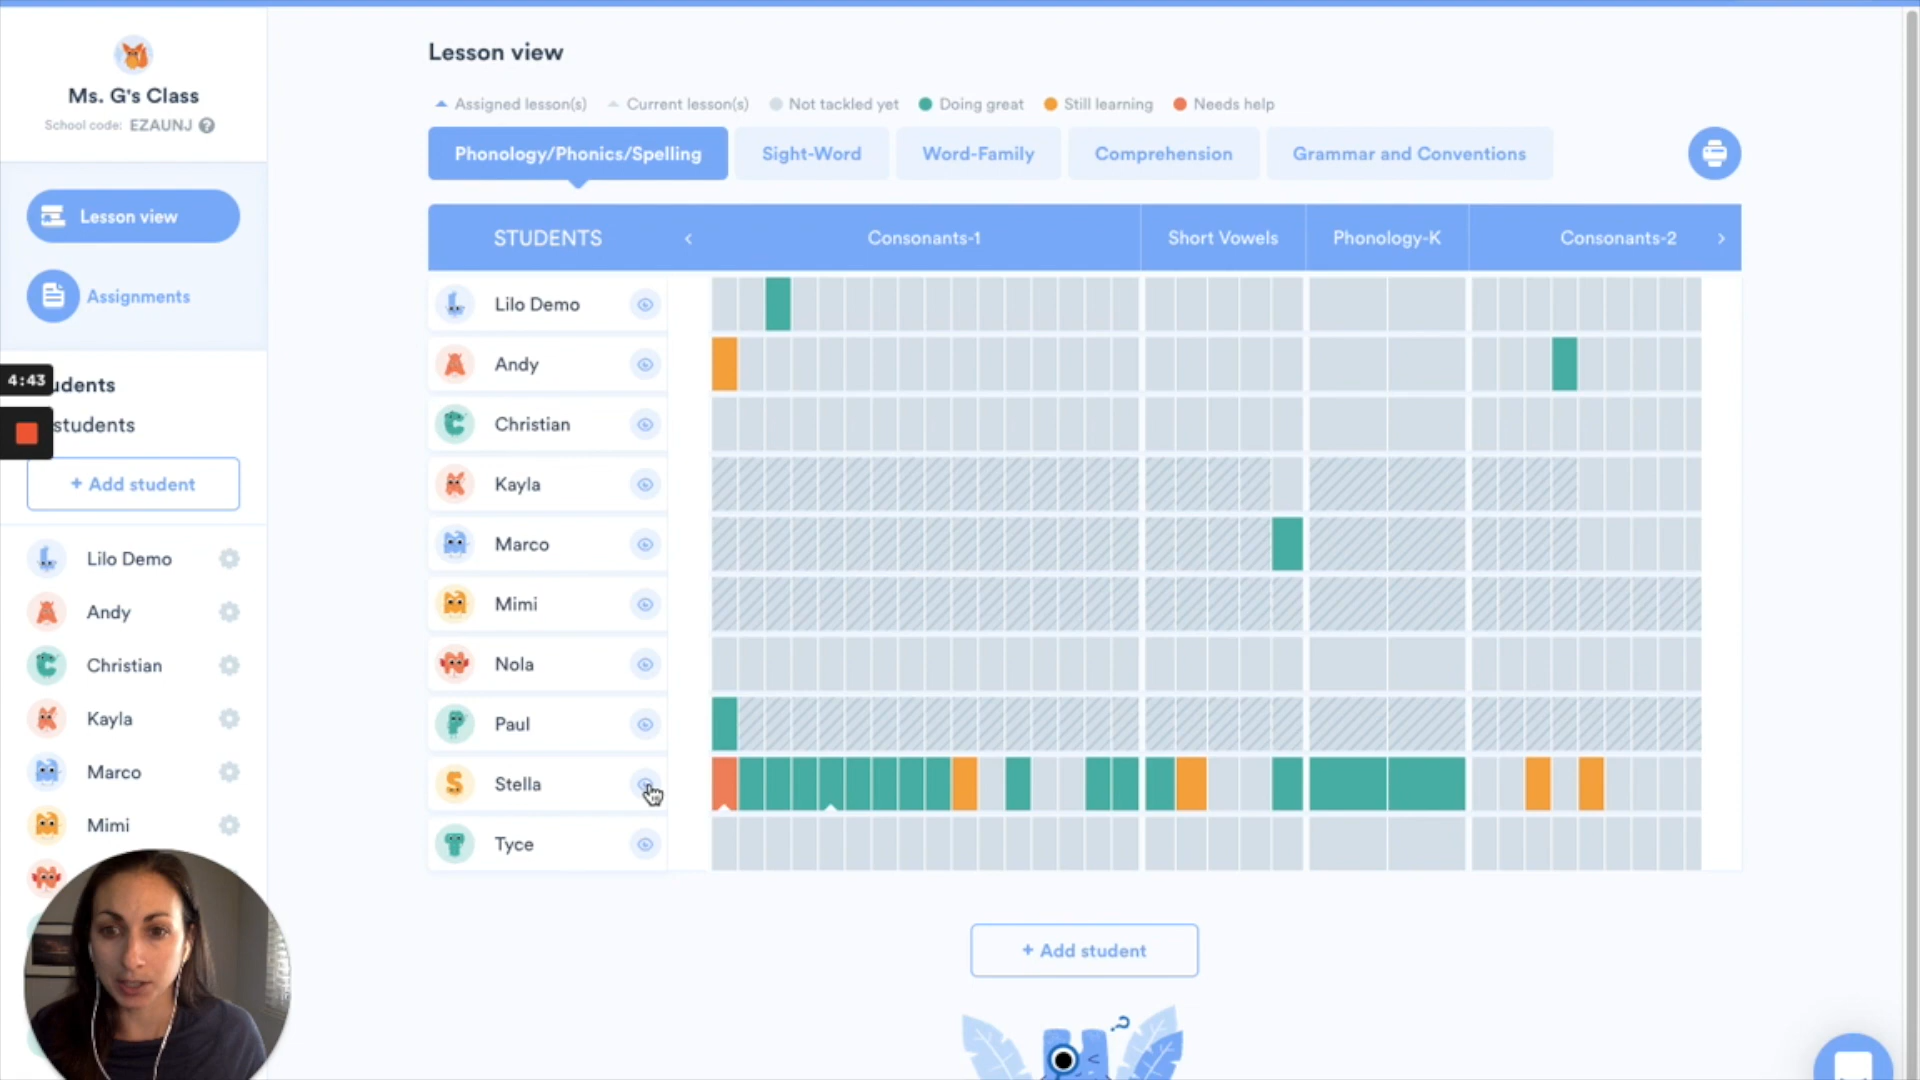 Ms. G's Class
School code: EZAUNJ ?
Lesson view
Assignments
4:43
udents
students
+ Add student
Lilo Demo
Andy
Christian
Kayla
Marco
Mimi
Lesson view
Assigned lesson(s) Current lesson(s) Not tackled yet Doing great Still learning Needs help
Phonology/Phonics/Spelling Sight-Word Word-Family Comprehension Grammar and Conventions
STUDENTS < Consonants-1 Short Vowels Phonology-K Consonants-2 >
Lilo Demo
Andy
Christian
Kayla
Marco
Mimi
Nola
Paul
Stella
Tyce
+ Add student